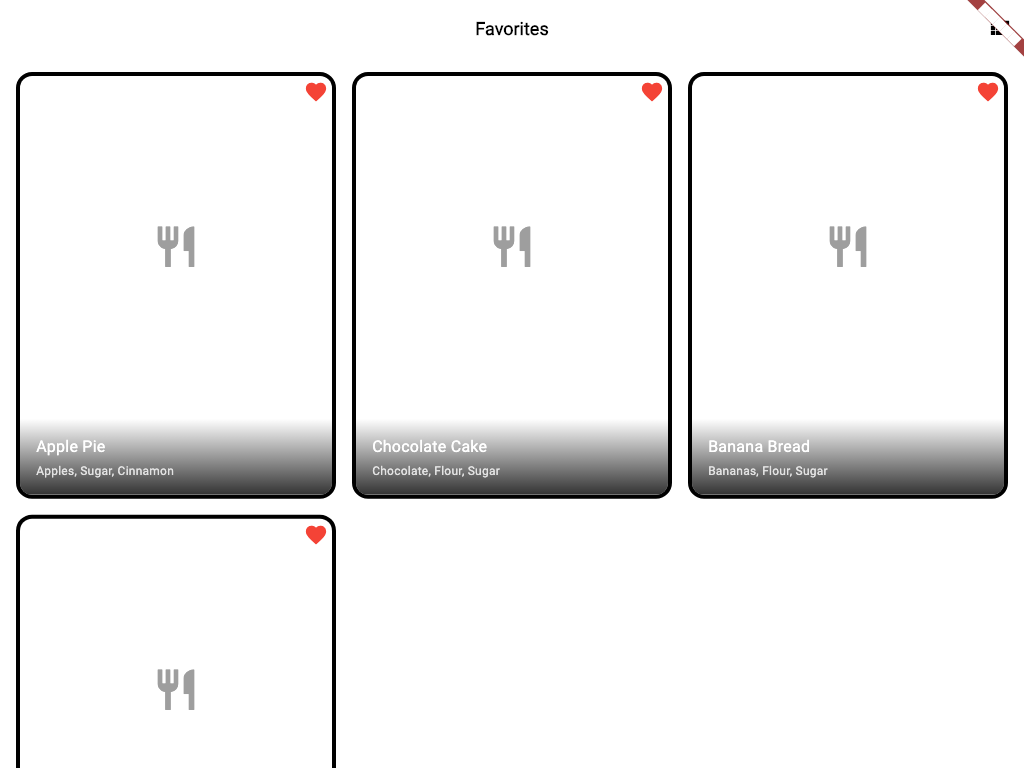 Favorites
Apple Pie
Apples, Sugar, Cinnamon
Chocolate Cake
Chocolate, Flour, Sugar
Banana Bread
Bananas, Flour, Sugar